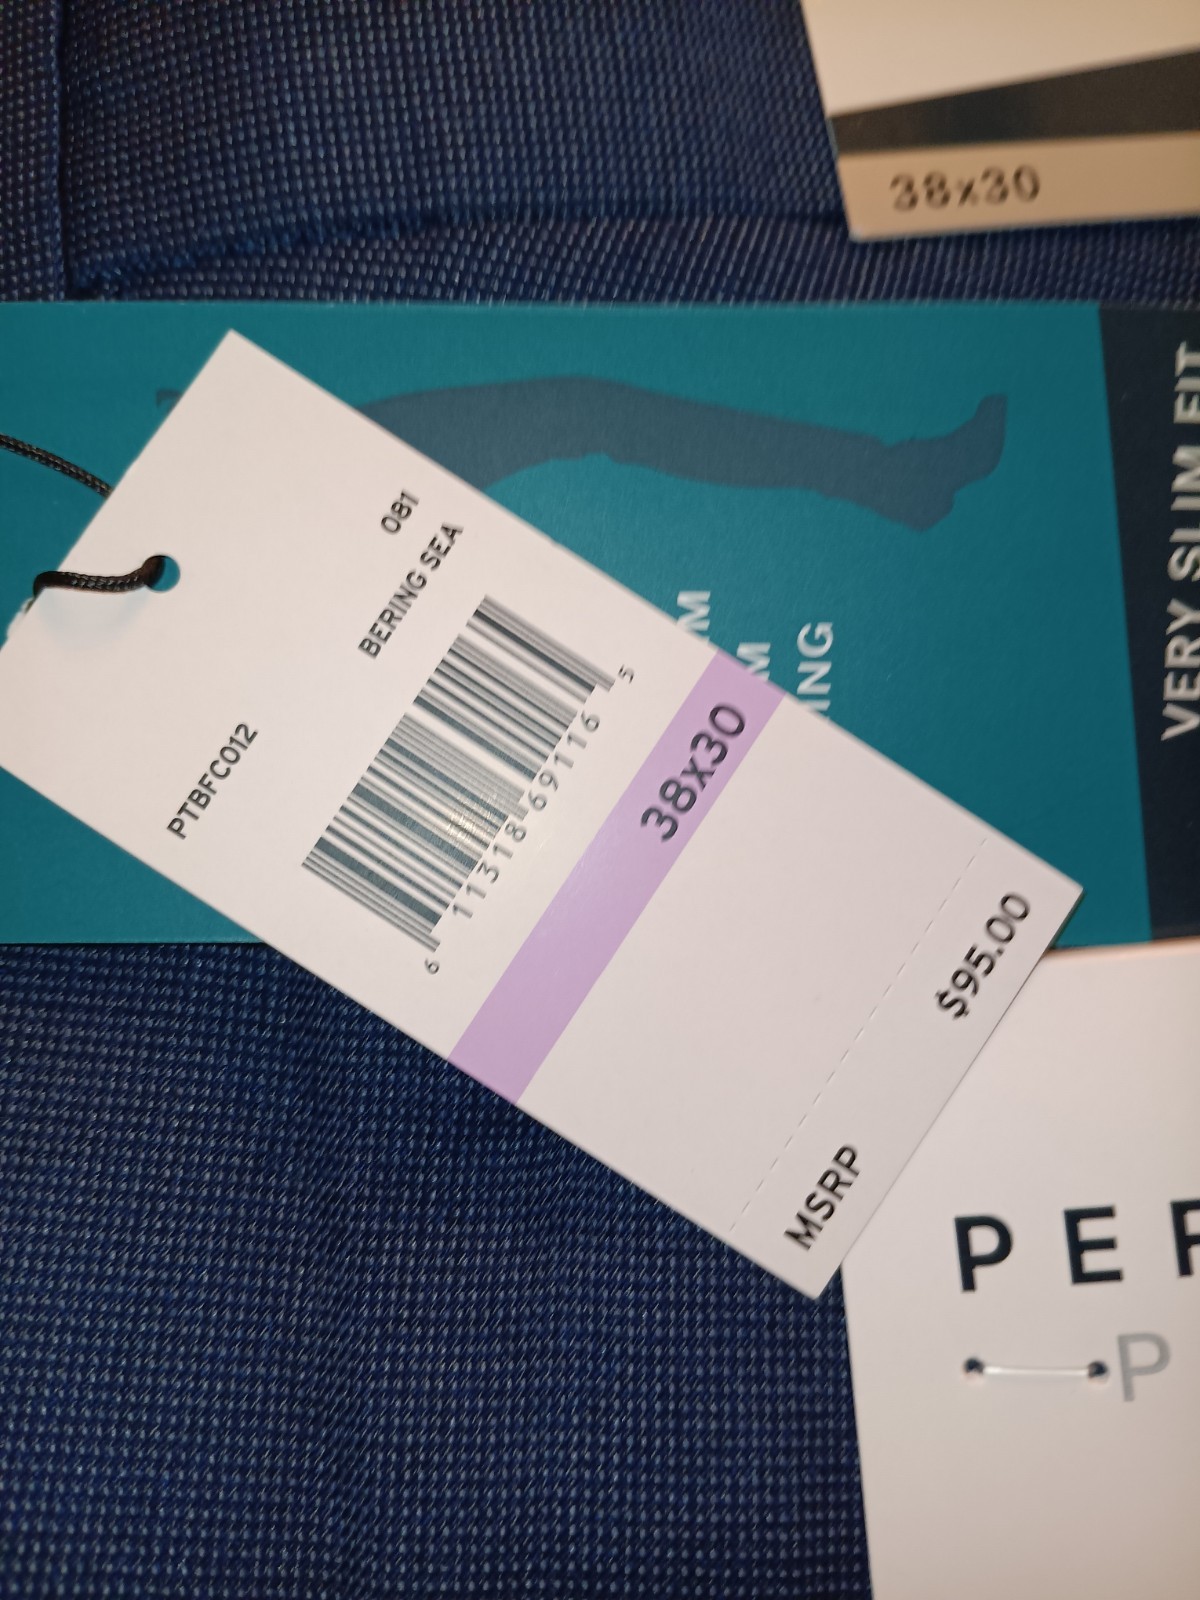 38x30
VERY SLIM FIT
081
BERING SEA
PTBFC012
6 11318 69116 5
38x30
MSRP $95.00
PER
P